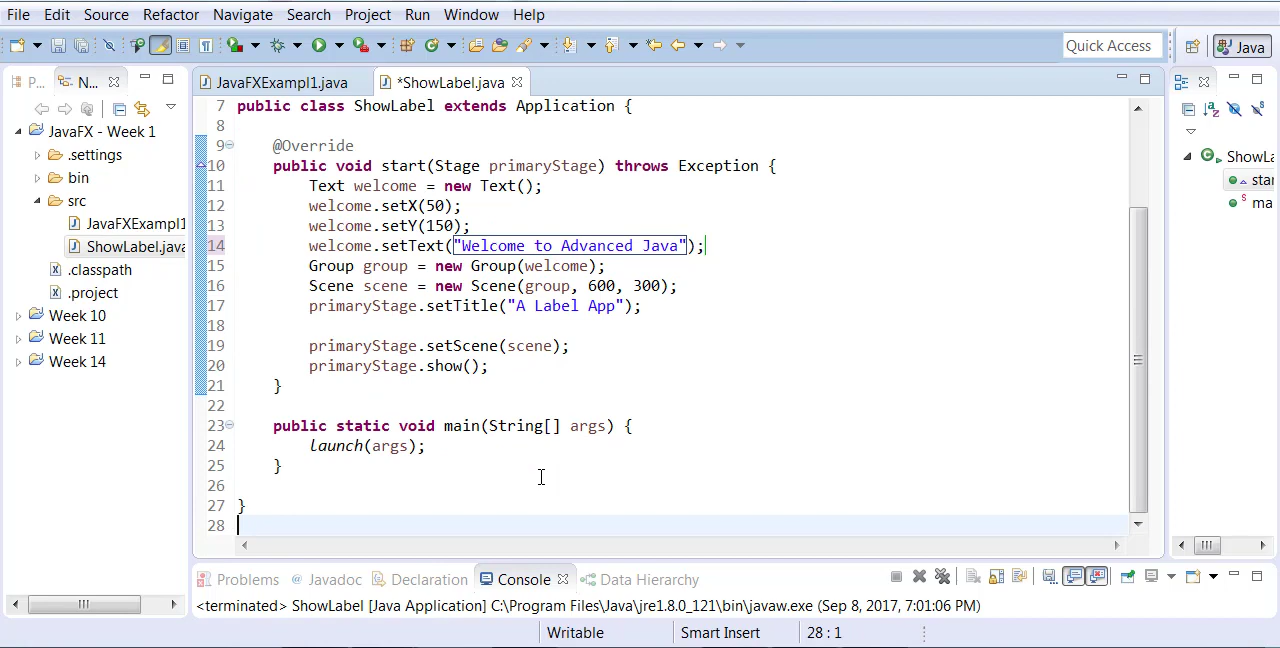 File Edit Source Refactor Navigate Search Project Run Window Help
Quick Access Java
P... N... JavaFXExampl1.java *ShowLabel.java
JavaFX - Week 1
.settings
bin
src
JavaFXExampl1
ShowLabel.java
.classpath
.project
Week 10
Week 11
Week 14
7 public class ShowLabel extends Application {
8
9 @Override
10 public void start(Stage primaryStage) throws Exception {
11 Text welcome = new Text();
12 welcome.setX(50);
13 welcome.setY(150);
14 welcome.setText("Welcome to Advanced Java");
15 Group group = new Group(welcome);
16 Scene scene = new Scene(group, 600, 300);
17 primaryStage.setTitle("A Label App");
18
19 primaryStage.setScene(scene);
20 primaryStage.show();
21 }
22
23 public static void main(String[] args) {
24 launch(args);
25 }
26
27 }
28
ShowLa
star
ma
Problems @ Javadoc Declaration Console Data Hierarchy
<terminated> ShowLabel [Java Application] C:\Program Files\Java\jre1.8.0_121\bin\javaw.exe (Sep 8, 2017, 7:01:06 PM)
Writable Smart Insert 28 : 1